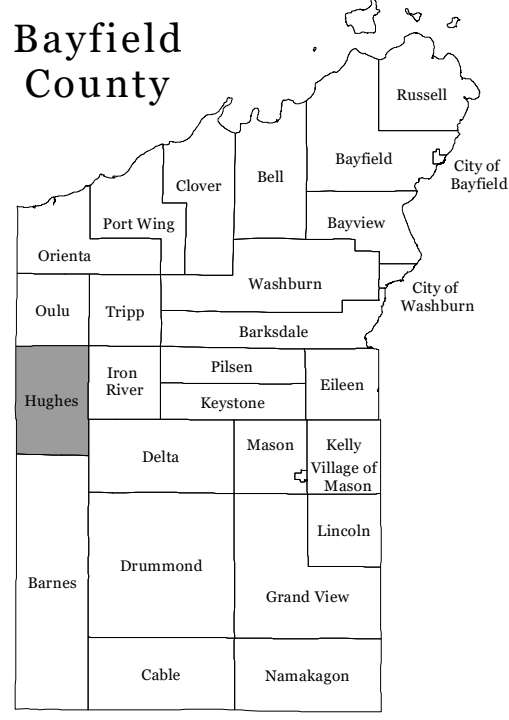 Bayfield
County
Russell
Bayfield
City of
Bayfield
Clover
Bell
Port Wing
Bayview
Orienta
Washburn
City of
Washburn
Oulu
Tripp
Barksdale
Hughes
Iron
River
Pilsen
Eileen
Keystone
Delta
Mason
Kelly
Village of
Mason
Lincoln
Barnes
Drummond
Grand View
Cable
Namakagon